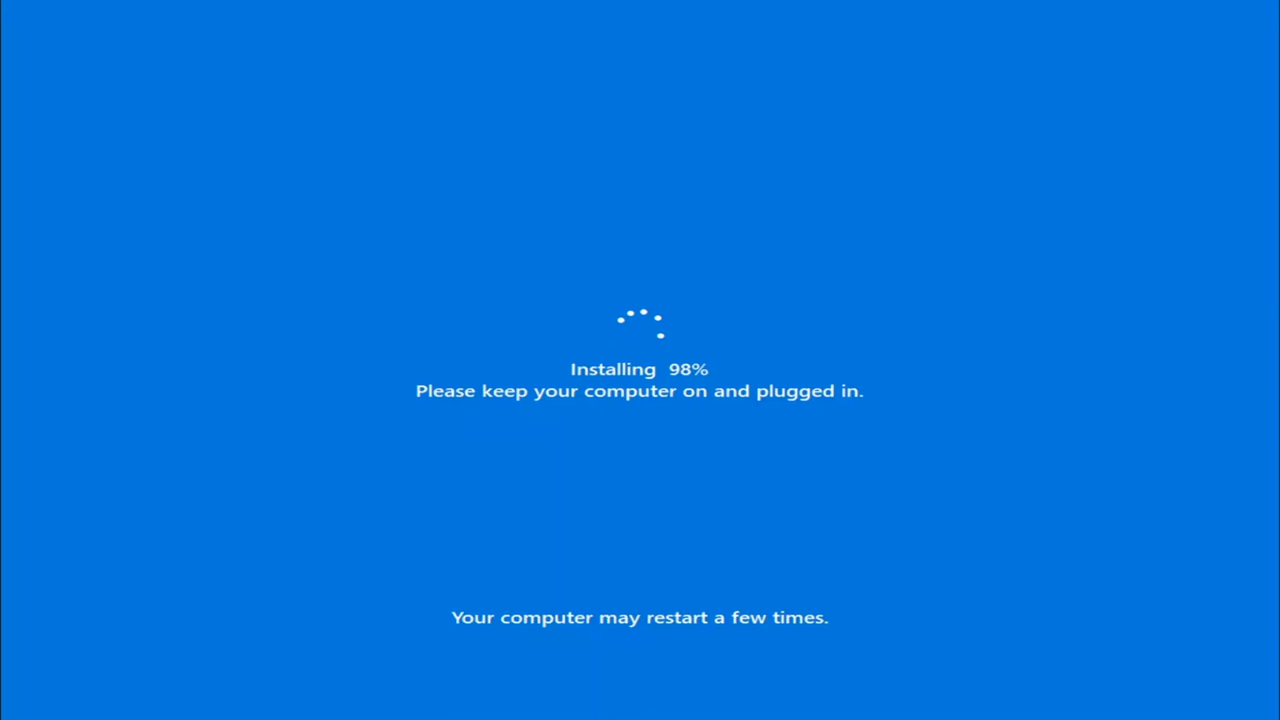 Installing 98%
Please keep your computer on and plugged in.
Your computer may restart a few times.